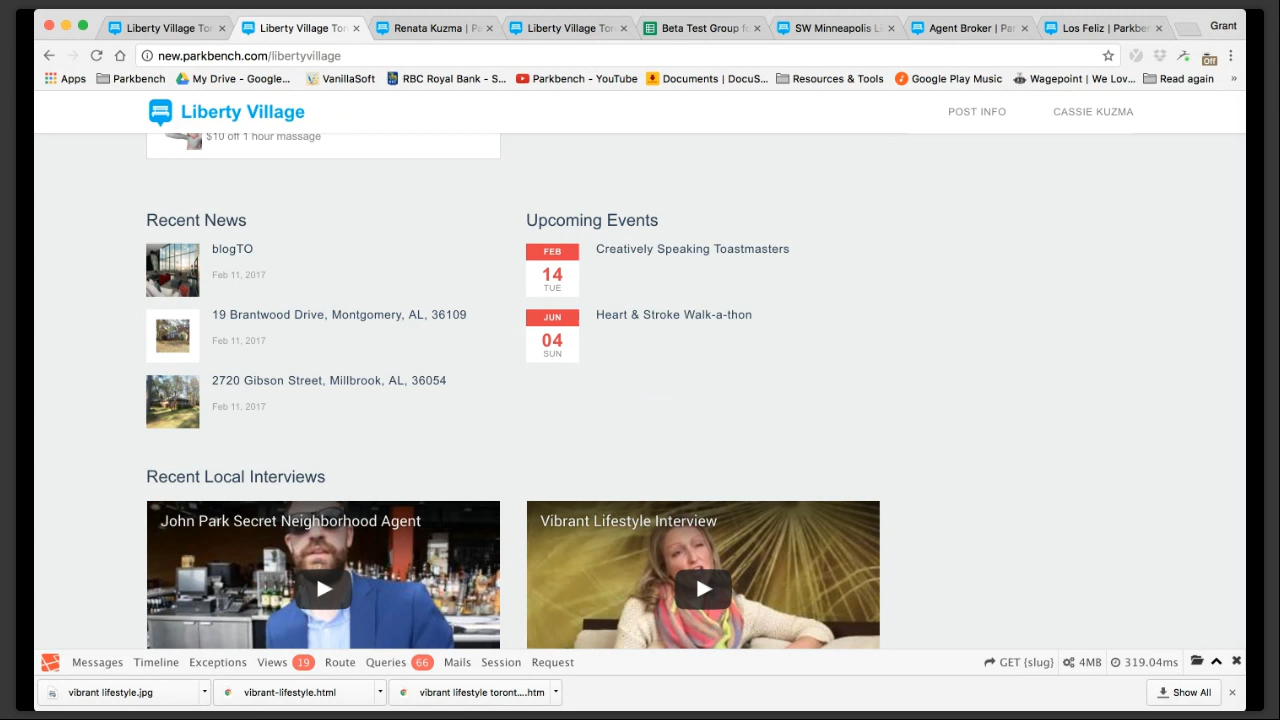 Liberty Village To
Liberty Village Ton
Renata Kuzma | Pa
Liberty Village Tor
Beta Test Group fo
SW Minneapolis Li
Agent Broker | Par
Los Feliz | Parkber
Grant
new.parkbench.com/libertyvillage
Apps
Parkbench
My Drive - Google...
VanillaSoft
RBC Royal Bank - S...
Parkbench - YouTube
Documents | DocuS...
Resources & Tools
Google Play Music
Wagepoint | We Lov...
Read again
»
Off
Liberty Village
POST INFO
CASSIE KUZMA
$10 off 1 hour massage
Recent News
blogTO
Feb 11, 2017
19 Brantwood Drive, Montgomery, AL, 36109
Feb 11, 2017
2720 Gibson Street, Millbrook, AL, 36054
Feb 11, 2017
Upcoming Events
FEB
14
TUE
Creatively Speaking Toastmasters
JUN
04
SUN
Heart & Stroke Walk-a-thon
Recent Local Interviews
John Park Secret Neighborhood Agent
Vibrant Lifestyle Interview
Messages Timeline Exceptions Views 19 Route Queries 66 Mails Session Request
GET {slug} 4MB 319.04ms
vibrant lifestyle.jpg
vibrant-lifestyle.html
vibrant lifestyle toront....htm
Show All